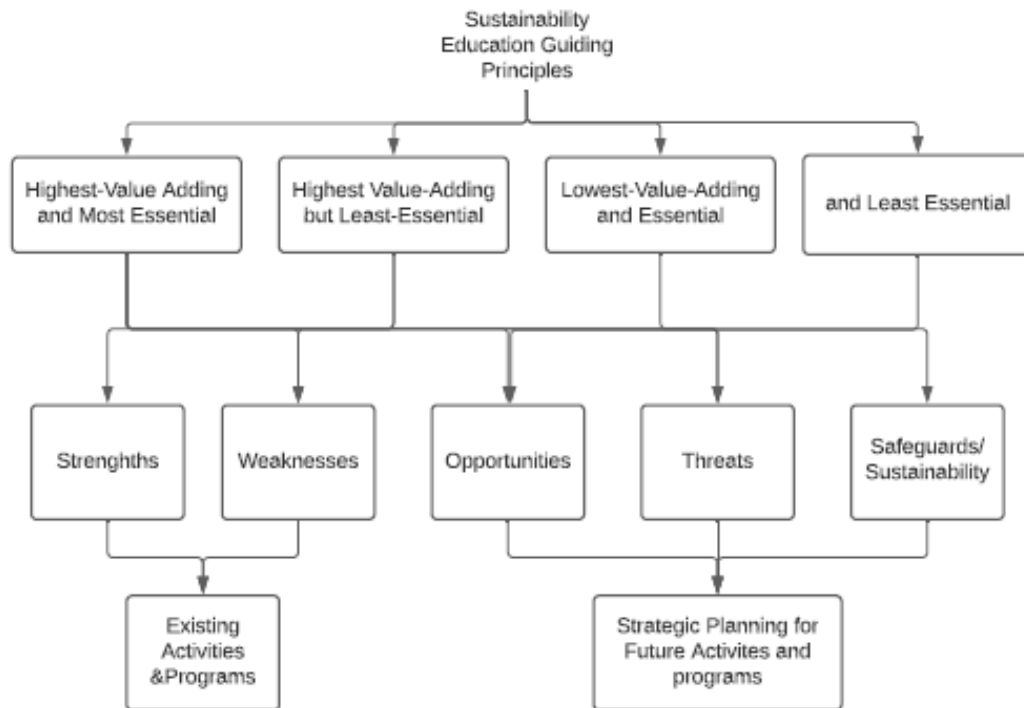 Sustainability
Education Guiding
Principles
Highest-Value Adding
and Most Essential
Highest Value-Adding
but Least-Essential
Lowest-Value-Adding
and Essential
and Least Essential
Strenghths
Weaknesses
Opportunities
Threats
Safeguards/
Sustainability
Existing
Activities
&Programs
Strategic Planning for
Future Activites and
programs